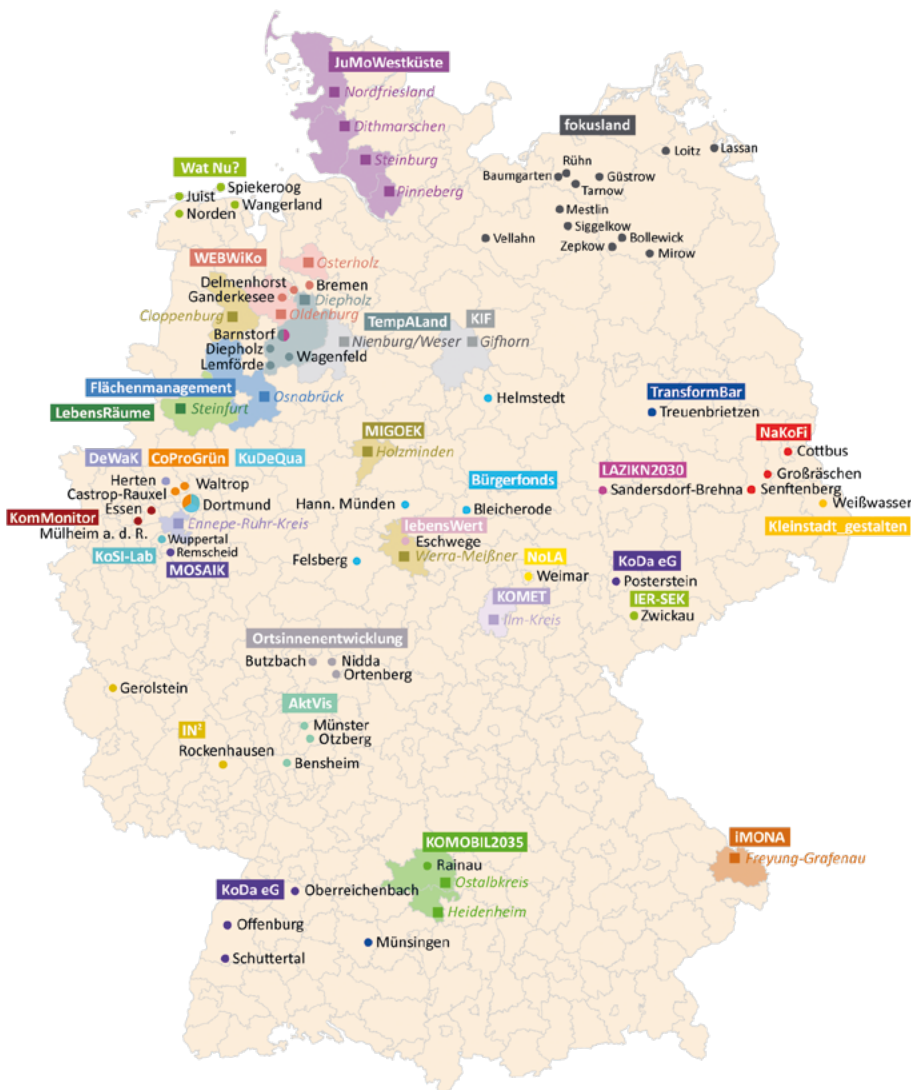 JuMoWestküste
Nordfriesland
Dithmarschen
Steinburg
Pinneberg
fokusland
Loitz
Lassan
Rühn
Baumgarten
Güstrow
Tarnow
Mestlin
Siggelkow
Vellahn
Bollewick
Zepkow
Mirow
Wat Nu?
Spiekeroog
Juist
Wangerland
Norden
WEBWiKo
Osterholz
Delmenhorst
Bremen
Ganderkesee
Diepholz
Cloppenburg
Oldenburg
TempALand
KIF
Barnstorf
Nienburg/Weser
Gifhorn
Diepholz
Wagenfeld
Lemförde
Flächenmanagement
Osnabrück
LebensRäume
Steinfurt
Helmstedt
TransformBar
Treuenbrietzen
MIGOEK
Holzminden
NaKoFi
Cottbus
DeWaK
CoProGrün
KuDeQua
LAZIKN2030
Großräschen
Herten
Waltrop
Bürgerfonds
Sandersdorf-Brehna
Senftenberg
Castrop-Rauxel
Dortmund
Hann. Münden
Bleicherode
Weißwasser
Essen
KomMonitor
Ennepe-Ruhr-Kreis
lebensWert
Kleinstadt_gestalten
Mülheim a. d. R.
Wuppertal
Eschwege
KoSI-Lab
Remscheid
Werra-Meißner
MOSAIK
Felsberg
NoLA
Weimar
KoDa eG
Posterstein
KOMET
IER-SEK
Ilm-Kreis
Zwickau
Ortsinnenentwicklung
Butzbach
Nidda
Ortenberg
Gerolstein
AktVis
Münster
IN²
Otzberg
Rockenhausen
Bensheim
KOMOBIL2035
iMONA
Rainau
Freyung-Grafenau
KoDa eG
Oberreichenbach
Ostalbkreis
Heidenheim
Offenburg
Münsingen
Schuttertal